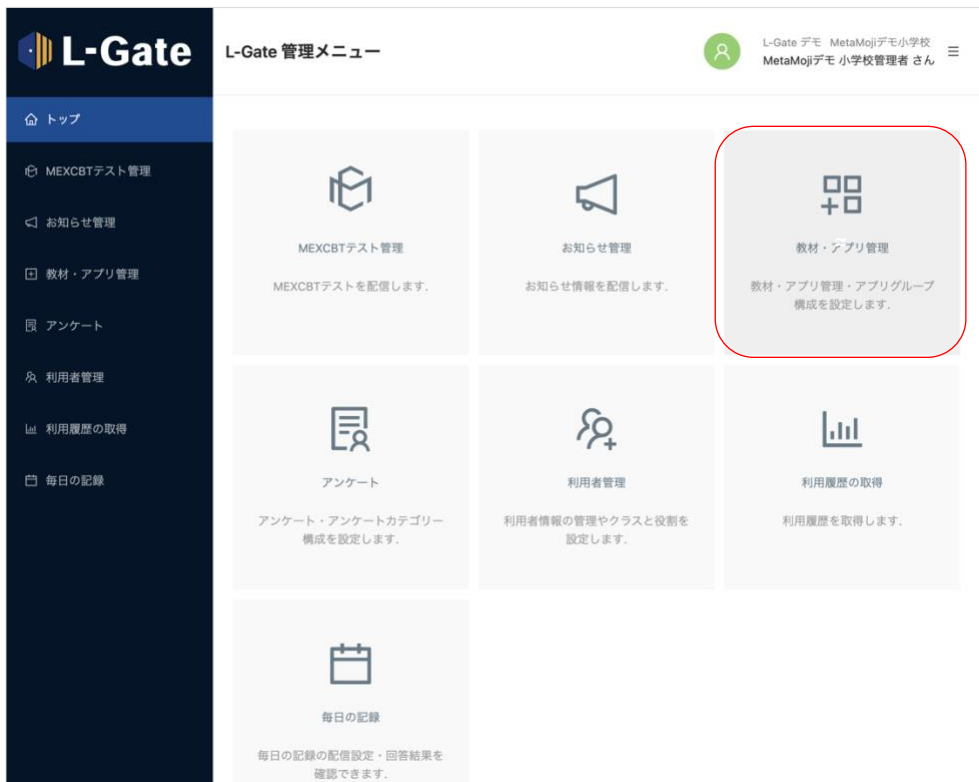 L-Gate
L-Gate 管理メニュー
L-Gate デモ MetaMojiデモ小学校
MetaMojiデモ 小学校管理者 さん
トップ
MEXCBTテスト管理
お知らせ管理
教材・アプリ管理
アンケート
利用者管理
利用履歴の取得
毎日の記録
MEXCBTテスト管理
MEXCBTテストを配信します.
お知らせ管理
お知らせ情報を配信します.
教材・アプリ管理
教材・アプリ管理・アプリグループ
構成を設定します.
アンケート
アンケート・アンケートカテゴリー
構成を設定します.
利用者管理
利用者情報の管理やクラスと役割を
設定します.
利用履歴の取得
利用履歴を取得します.
毎日の記録
毎日の記録の配信設定・回答結果を
確認できます.